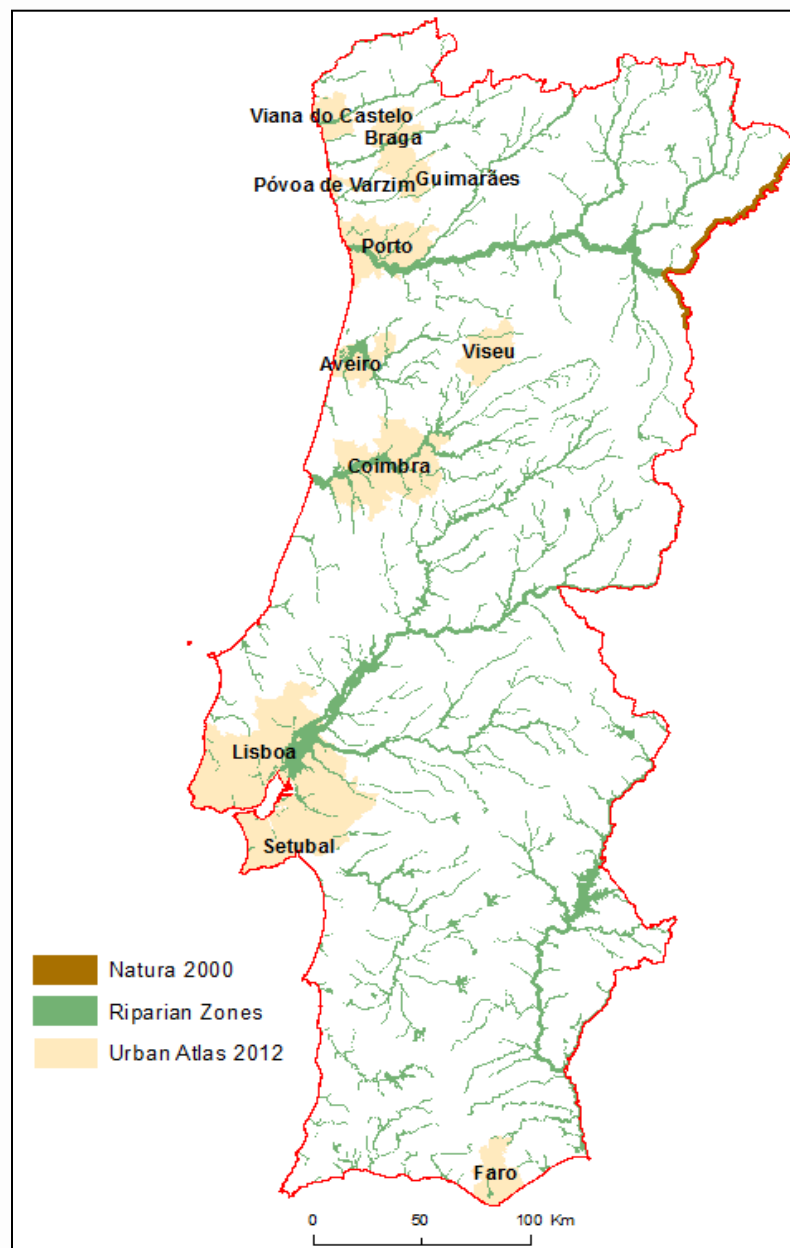 Viana do Castelo
Braga
Póvoa de Varzim
Guimarães
Porto
Aveiro
Viseu
Coimbra
Lisboa
Setubal
Natura 2000
Riparian Zones
Urban Atlas 2012
Faro
0 50 100 Km